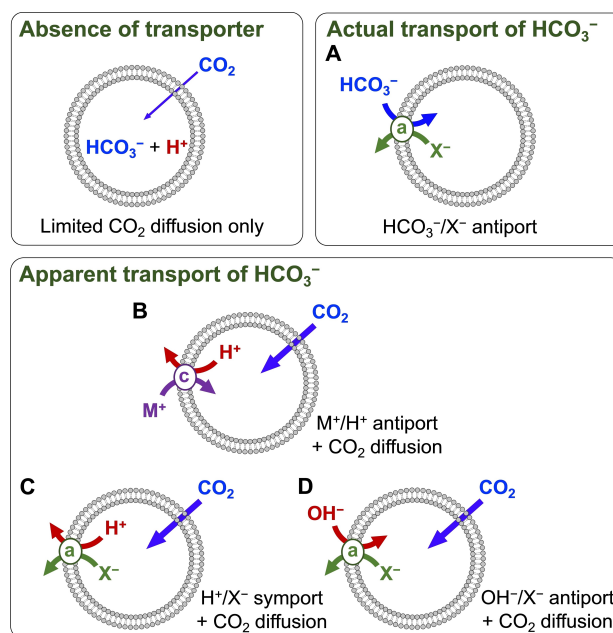 Absence of transporter
CO₂
HCO₃⁻ + H⁺
Limited CO₂ diffusion only
Actual transport of HCO₃⁻
A
HCO₃⁻
a
X⁻
HCO₃⁻/X⁻ antiport
Apparent transport of HCO₃⁻
B
CO₂
H⁺
c
M⁺
M⁺/H⁺ antiport
+ CO₂ diffusion
C
CO₂
H⁺
a
X⁻
H⁺/X⁻ symport
+ CO₂ diffusion
D
CO₂
OH⁻
a
X⁻
OH⁻/X⁻ antiport
+ CO₂ diffusion